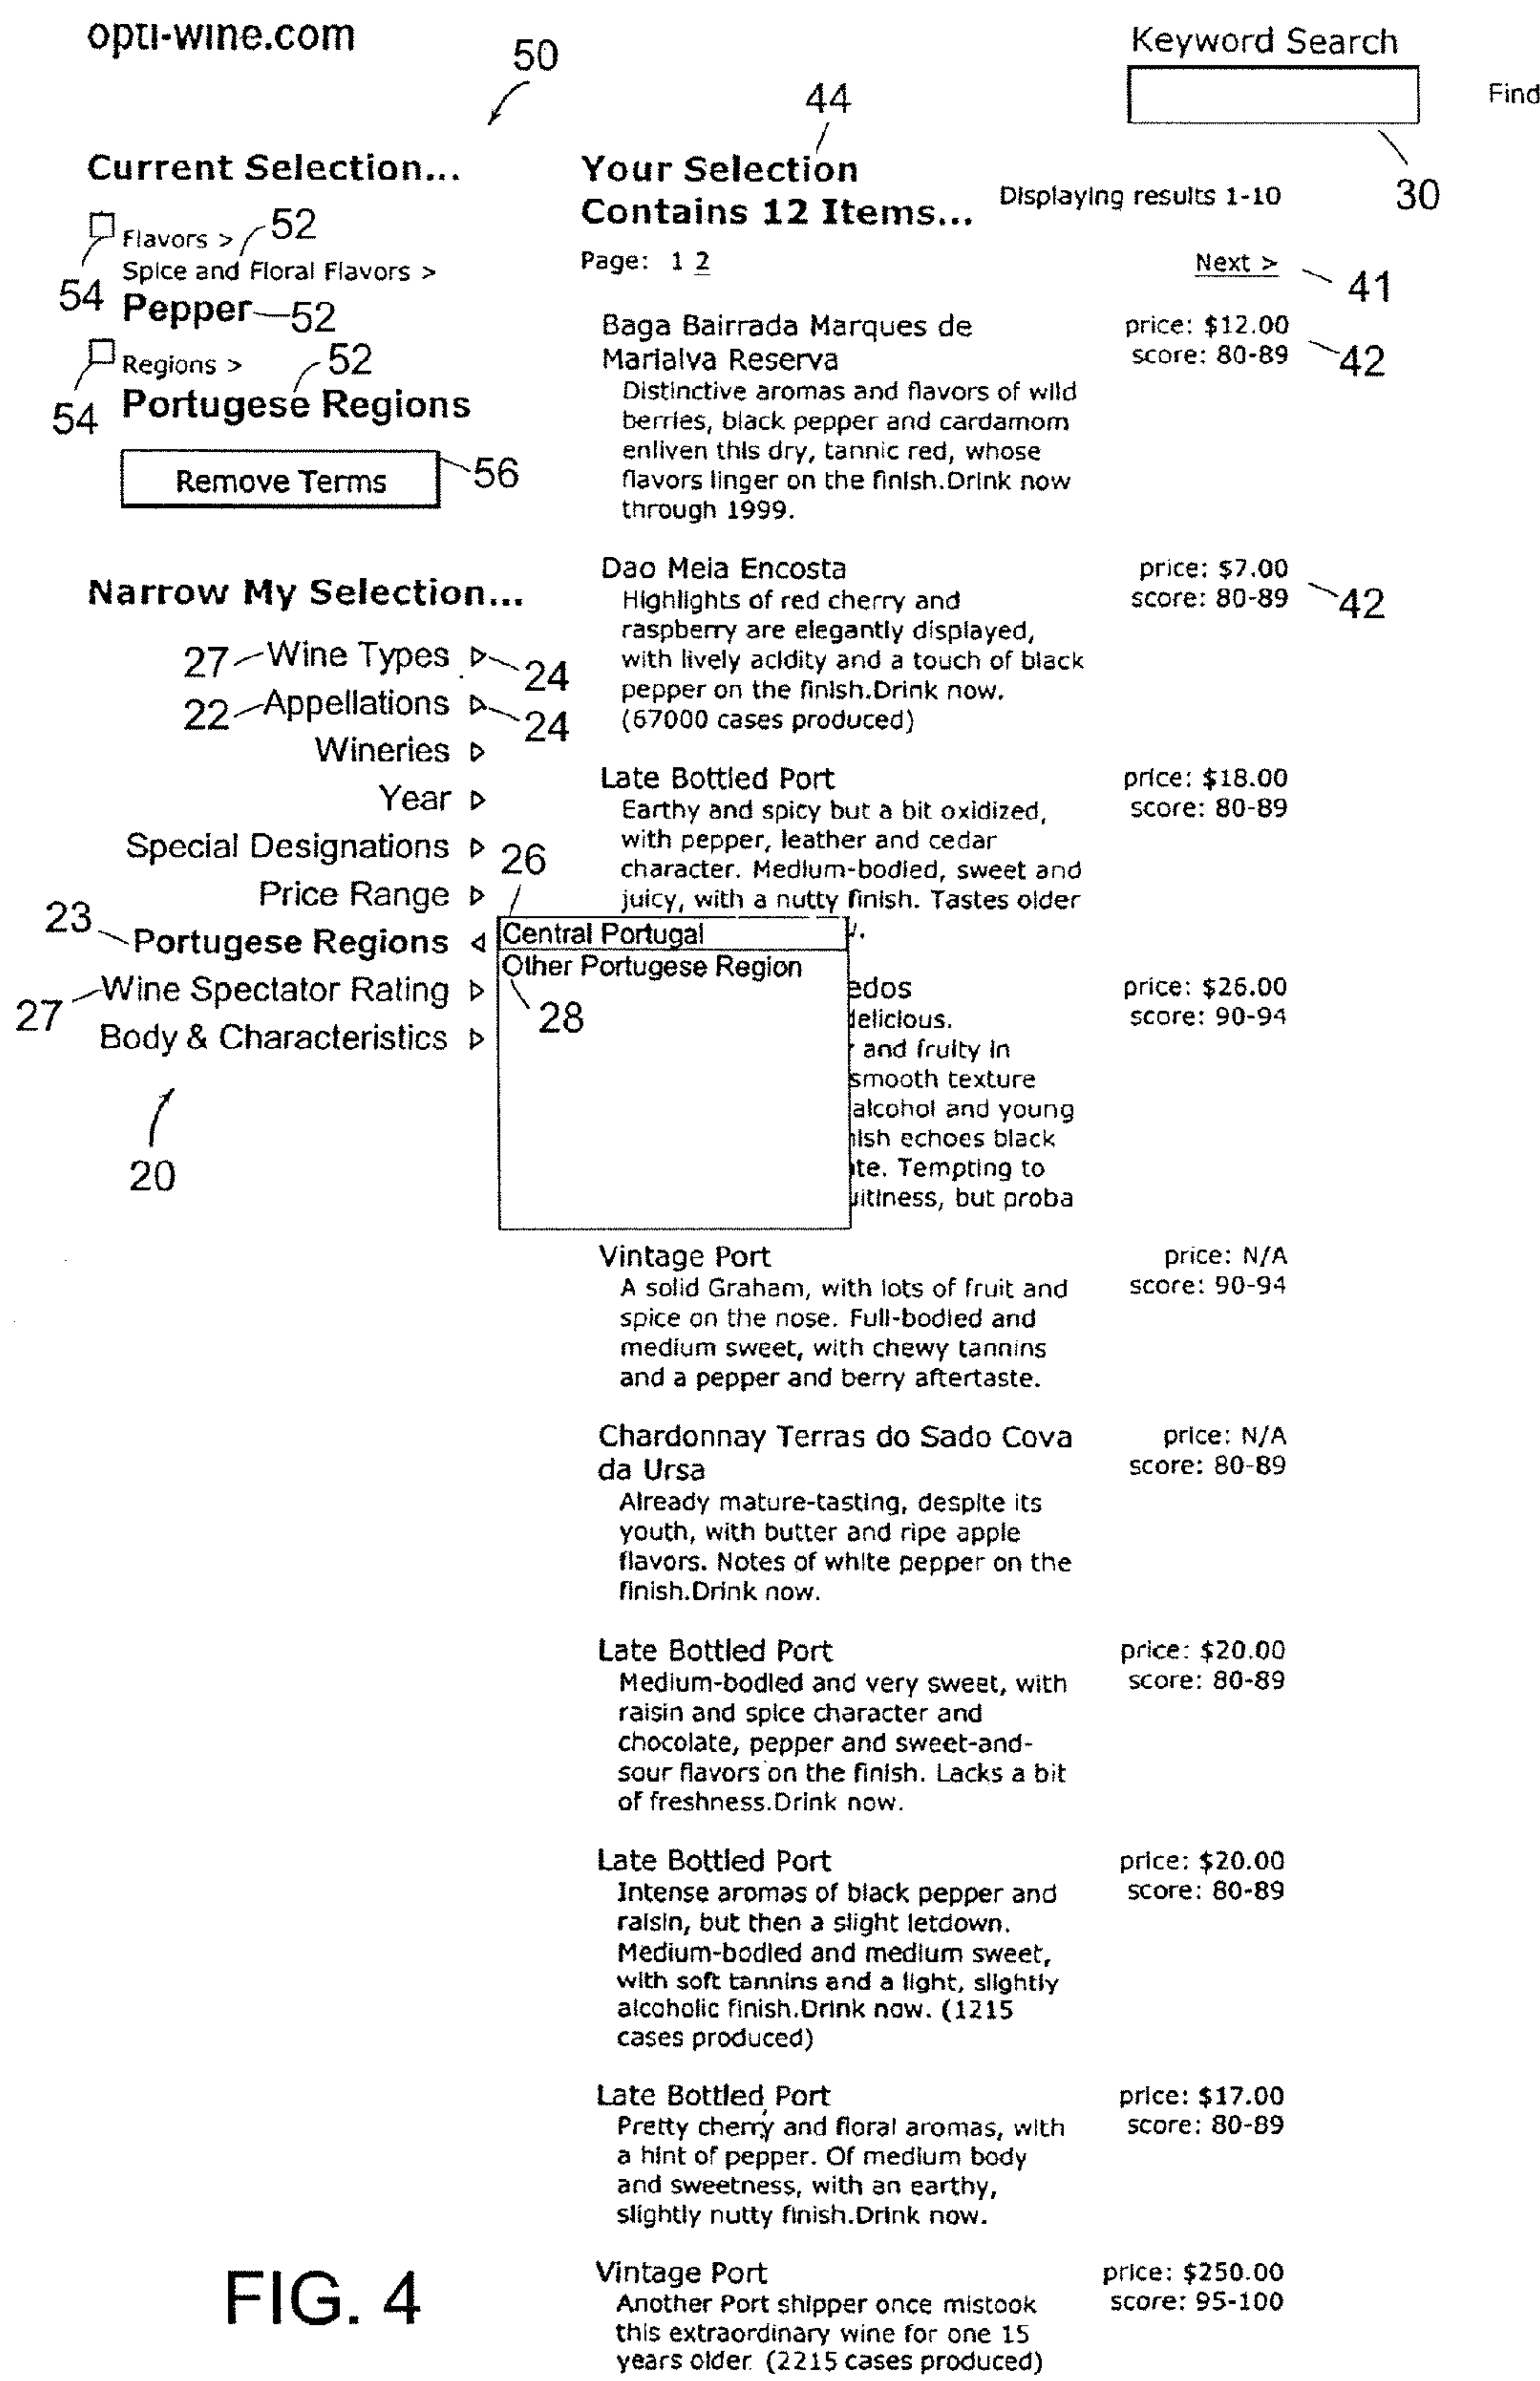 opti-wine.com
50
Keyword Search
Find
30
44
Current Selection...
Flavors > 52
Spice and Floral Flavors >
54 Pepper 52
Regions > 52
54 Portugese Regions
Remove Terms 56
Narrow My Selection...
27 Wine Types 24
22 Appellations 24
Wineries
Year
Special Designations
Price Range
23 Portugese Regions
27 Wine Spectator Rating
Body & Characteristics
20
26
Central Portugal
Other Portugese Region
28
Your Selection
Contains 12 Items...
Displaying results 1-10
Page: 1 2
Next > 41
Baga Bairrada Marques de
Marialva Reserva
price: $12.00
score: 80-89 42
Distinctive aromas and flavors of wild
berries, black pepper and cardamom
enliven this dry, tannic red, whose
flavors linger on the finish.Drink now
through 1999.
Dao Meia Encosta
price: $7.00
score: 80-89 42
Highlights of red cherry and
raspberry are elegantly displayed,
with lively acidity and a touch of black
pepper on the finish.Drink now.
(67000 cases produced)
Late Bottled Port
price: $18.00
score: 80-89
Earthy and spicy but a bit oxidized,
with pepper, leather and cedar
character. Medium-bodied, sweet and
juicy, with a nutty finish. Tastes older
price: $26.00
score: 90-94
and fruity in
smooth texture
alcohol and young
echoes black
Tempting to
but proba
Vintage Port
price: N/A
score: 90-94
A solid Graham, with lots of fruit and
spice on the nose. Full-bodied and
medium sweet, with chewy tannins
and a pepper and berry aftertaste.
Chardonnay Terras do Sado Cova
da Ursa
price: N/A
score: 80-89
Already mature-tasting, despite its
youth, with butter and ripe apple
flavors. Notes of white pepper on the
finish.Drink now.
Late Bottled Port
price: $20.00
score: 80-89
Medium-bodied and very sweet, with
raisin and spice character and
chocolate, pepper and sweet-and-
sour flavors on the finish. Lacks a bit
of freshness.Drink now.
Late Bottled Port
price: $20.00
score: 80-89
Intense aromas of black pepper and
raisin, but then a slight letdown.
Medium-bodied and medium sweet,
with soft tannins and a light, slightly
alcoholic finish.Drink now. (1215
cases produced)
Late Bottled Port
price: $17.00
score: 80-89
Pretty cherry and floral aromas, with
a hint of pepper. Of medium body
and sweetness, with an earthy,
slightly nutty finish.Drink now.
Vintage Port
price: $250.00
score: 95-100
Another Port shipper once mistook
this extraordinary wine for one 15
years older. (2215 cases produced)
FIG. 4